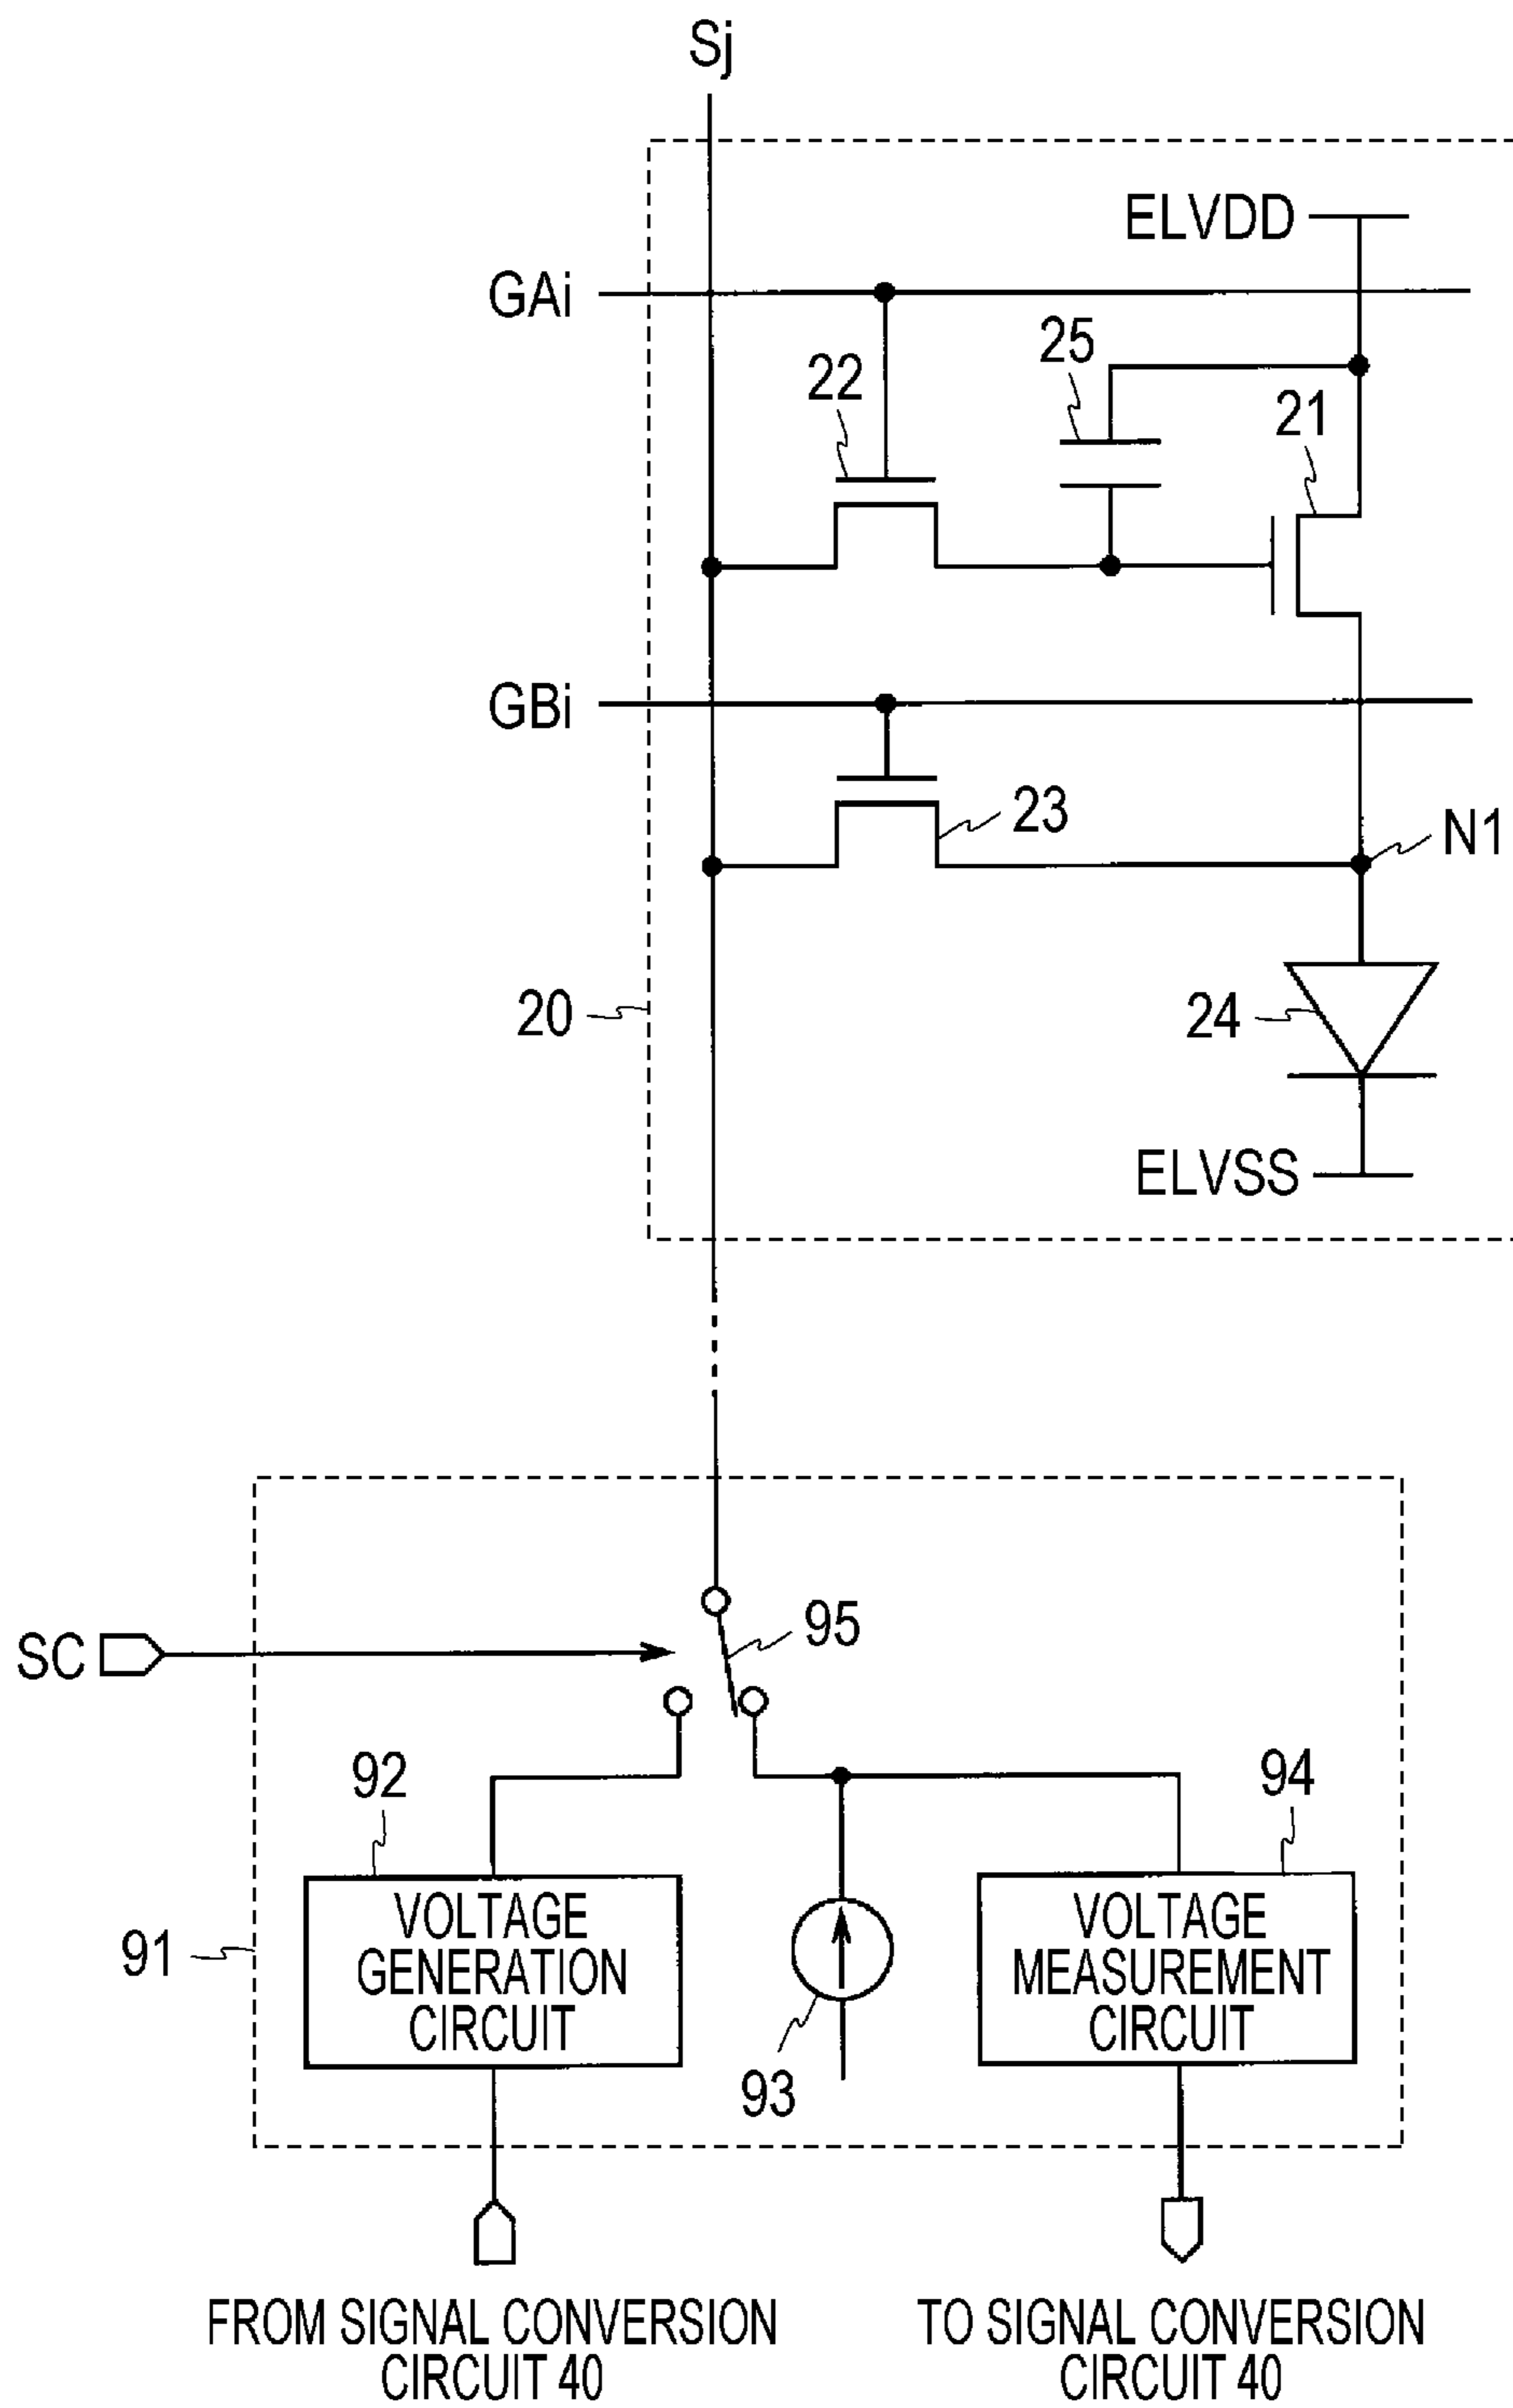 Sj
ELVDD
GAi
25
22
21
GBi
23
N1
20
24
ELVSS
SC
95
92
94
VOLTAGE
GENERATION
CIRCUIT
VOLTAGE
MEASUREMENT
CIRCUIT
91
93
FROM SIGNAL CONVERSION
CIRCUIT 40
TO SIGNAL CONVERSION
CIRCUIT 40